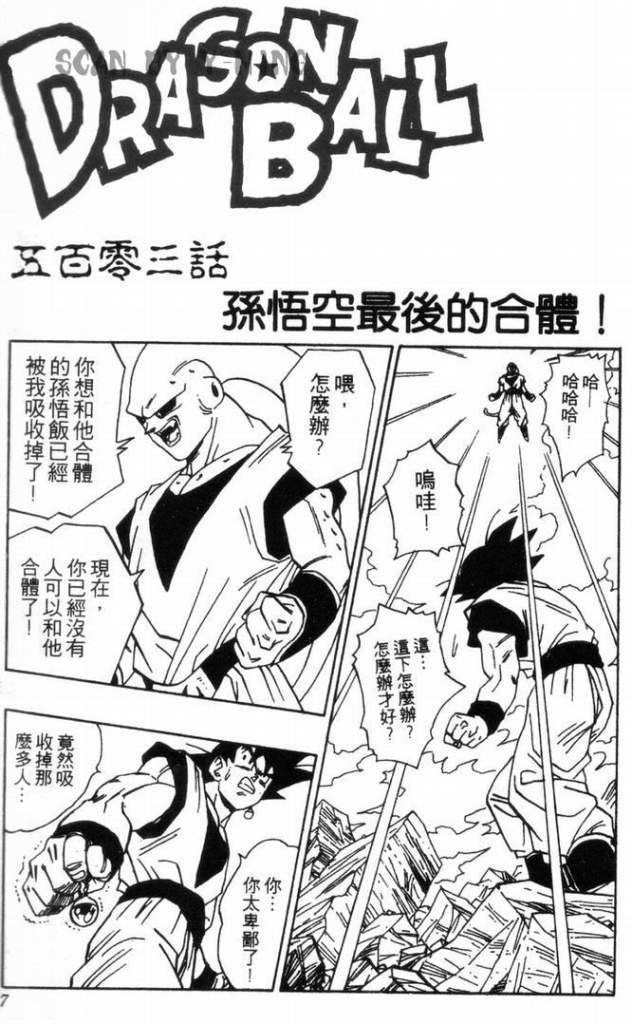 SCAN BY
DRAGON
BALL
五百零三話
孫悟空最後的合體！
哈—
哈哈哈！
嗚哇！
這…
這下怎麼辦？
怎麼辦才好？
喂，
怎麼辦？
你想和他合體
的孫悟飯已經
被我吸收掉了！
現在，
你已經沒有
人可以和他
合體了！
竟然吸
收掉那
麼多人…
你…
你太卑鄙了！
7